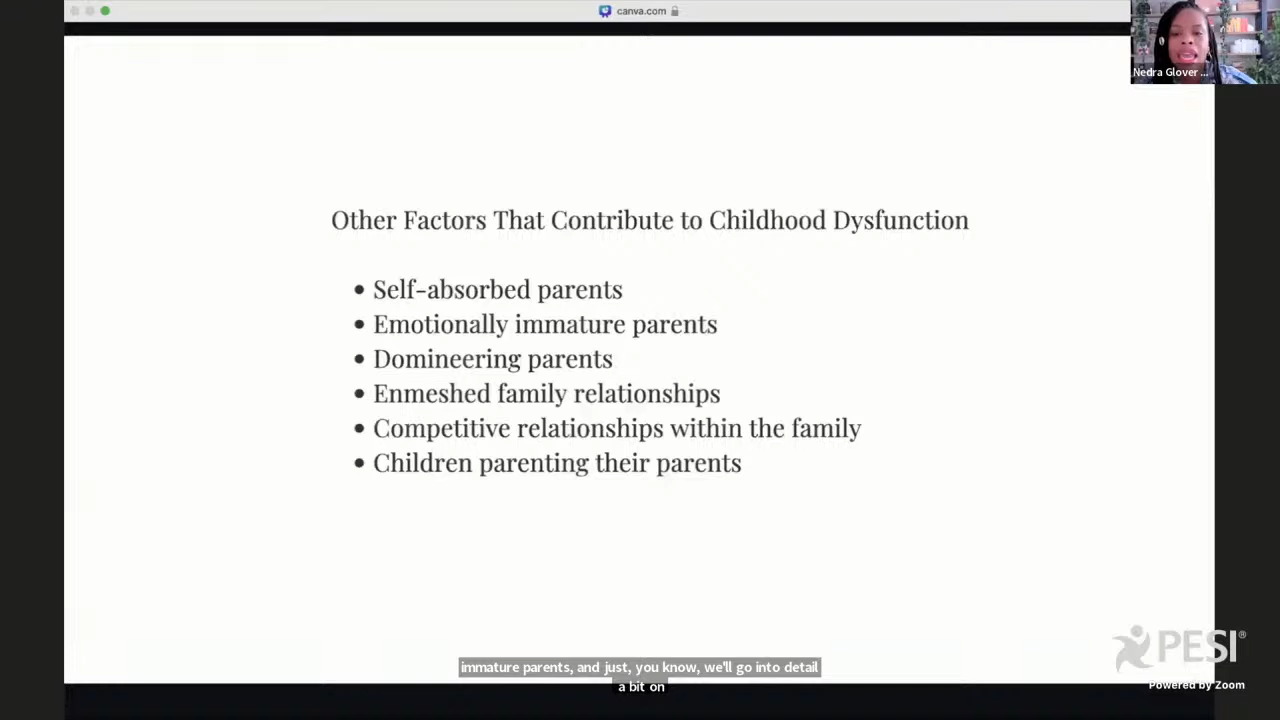 canva.com
Nedra Glover ...
Other Factors That Contribute to Childhood Dysfunction
• Self-absorbed parents
• Emotionally immature parents
• Domineering parents
• Enmeshed family relationships
• Competitive relationships within the family
• Children parenting their parents
immature parents, and just, you know, we'll go into detail
a bit on
PESI®
Powered by Zoom